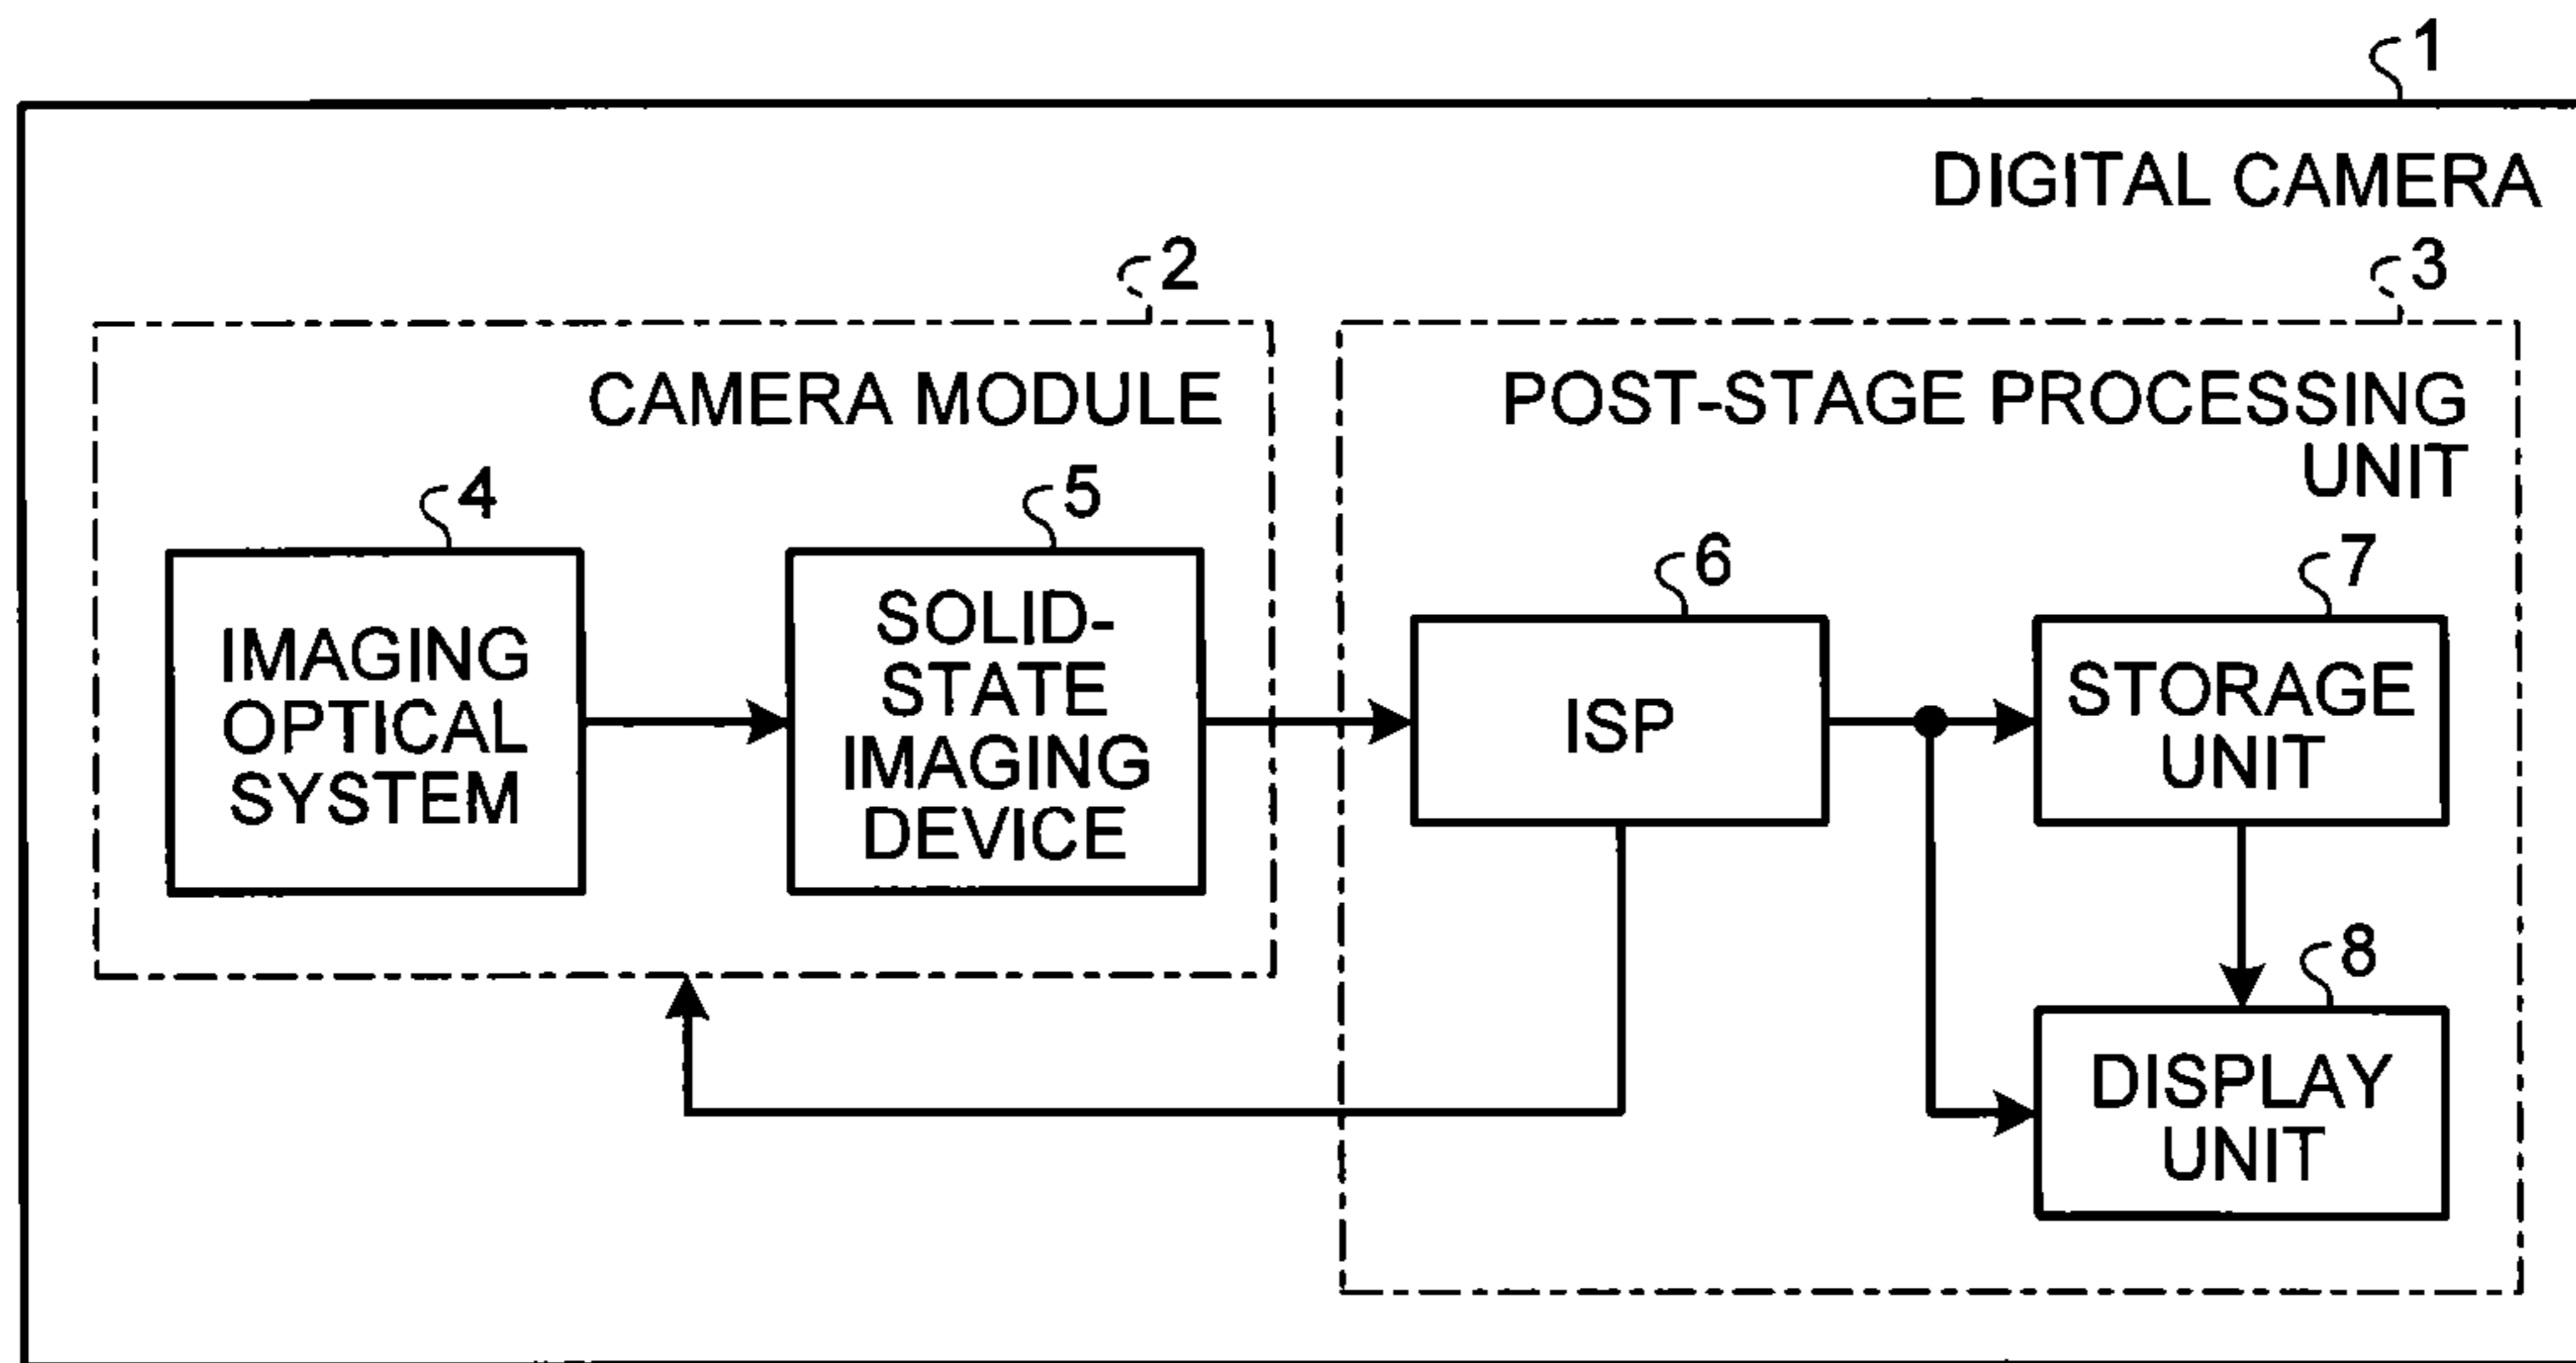 1
DIGITAL CAMERA
2
3
CAMERA MODULE
POST-STAGE PROCESSING
UNIT
4
5
6
7
IMAGING
OPTICAL
SYSTEM
SOLID-
STATE
IMAGING
DEVICE
ISP
STORAGE
UNIT
8
DISPLAY
UNIT